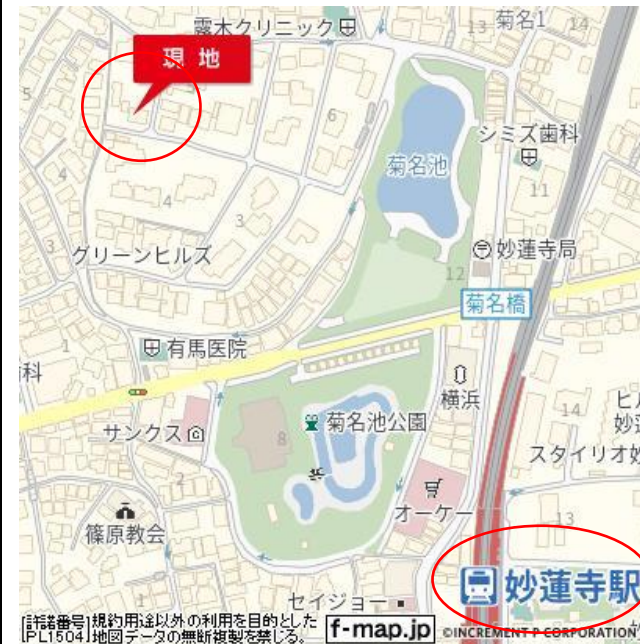 露木クリニック
菊名1
13
14
現 地
5
6
シミズ歯科
菊名池
11
4
4
3
3
グリーンヒルズ
妙蓮寺局
12
菊名橋
有馬医院
1
科
横浜
菊名池公園
14
サンクス
8
スタイリオ妙
2
オーケー
篠原教会
13
妙蓮寺駅
セイジョー
1
[許諾番号]規約用途以外の利用を目的とした
[PL1504]地図データの無断複製を禁じる。
f-map.jp
©INCREMENT P CORPORATION